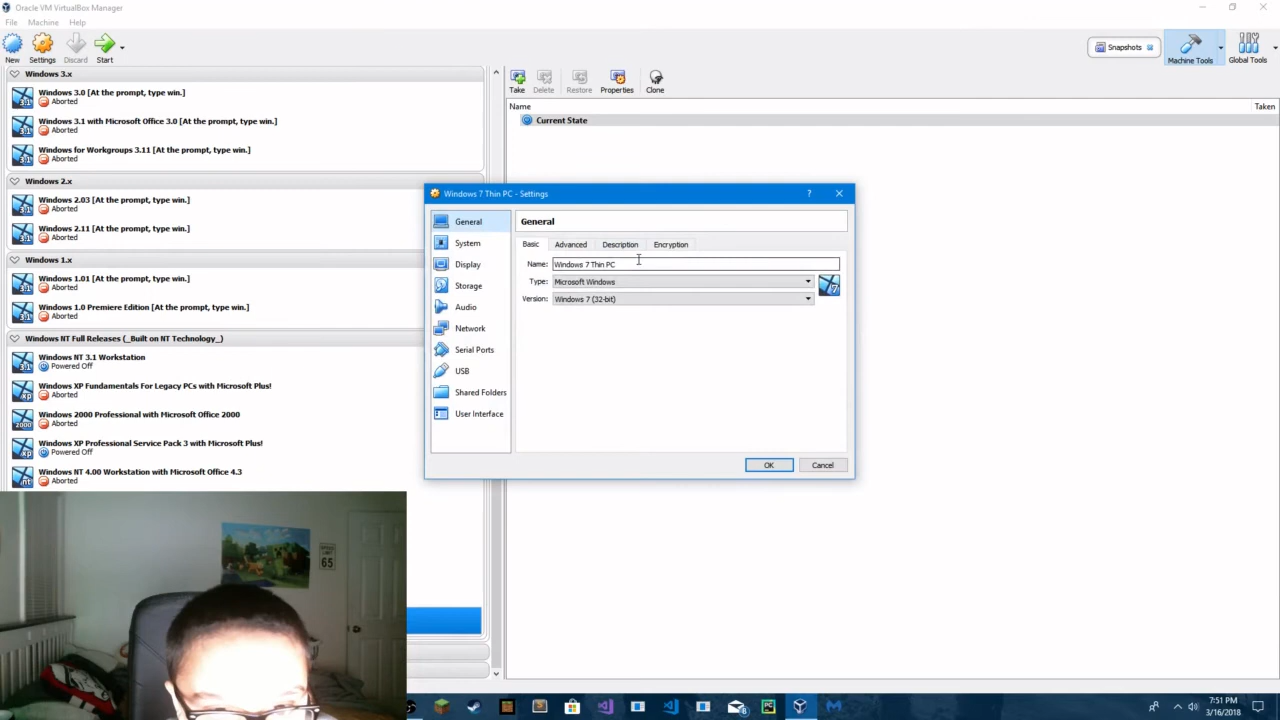 Oracle VM VirtualBox Manager
File Machine Help
New Settings Discard Start
Snapshots
Machine Tools
Global Tools
Windows 3.x
Windows 3.0 [At the prompt, type win.]
Aborted
Windows 3.1 with Microsoft Office 3.0 [At the prompt, type win.]
Aborted
Windows for Workgroups 3.11 [At the prompt, type win.]
Aborted
Windows 2.x
Windows 2.03 [At the prompt, type win.]
Aborted
Windows 2.11 [At the prompt, type win.]
Aborted
Windows 1.x
Windows 1.01 [At the prompt, type win.]
Aborted
Windows 1.0 Premiere Edition [At the prompt, type win.]
Aborted
Windows NT Full Releases (_Built on NT Technology_)
Windows NT 3.1 Workstation
Powered Off
Windows XP Fundamentals For Legacy PCs with Microsoft Plus!
Aborted
Windows 2000 Professional with Microsoft Office 2000
Aborted
Windows XP Professional Service Pack 3 with Microsoft Plus!
Powered Off
Windows NT 4.00 Workstation with Microsoft Office 4.3
Aborted
Take Delete Restore Properties Clone
Name Taken
Current State
Windows 7 Thin PC - Settings
General
System
Display
Storage
Audio
Network
Serial Ports
USB
Shared Folders
User Interface
General
Basic Advanced Description Encryption
Name: Windows 7 Thin PC
Type: Microsoft Windows
Version: Windows 7 (32-bit)
OK Cancel
SPEED
LIMIT
65
7:51 PM
3/16/2018